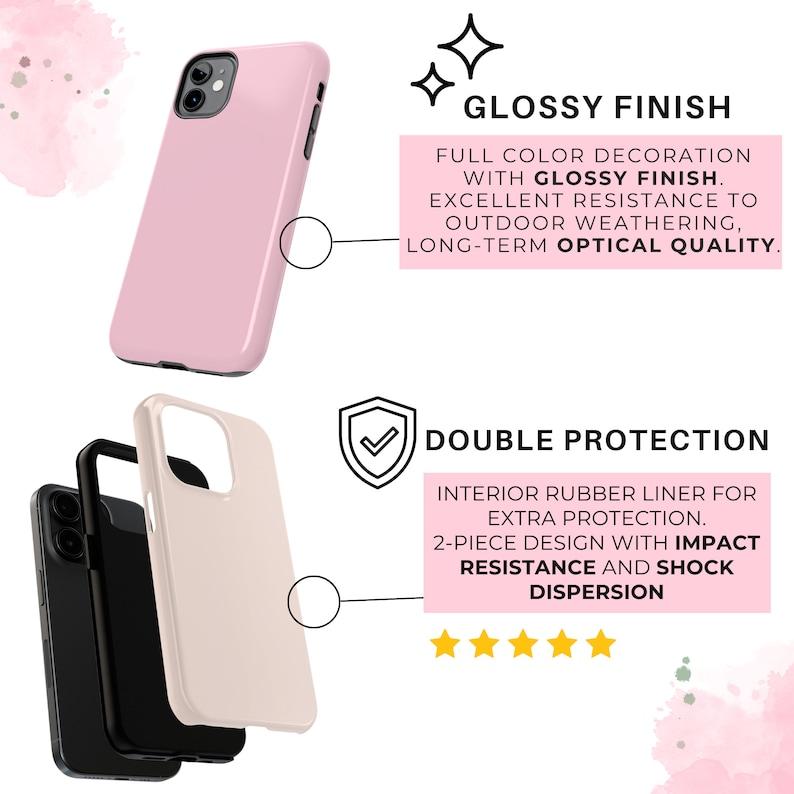 GLOSSY FINISH
FULL COLOR DECORATION
WITH GLOSSY FINISH.
EXCELLENT RESISTANCE TO
OUTDOOR WEATHERING,
LONG-TERM OPTICAL QUALITY.
DOUBLE PROTECTION
INTERIOR RUBBER LINER FOR
EXTRA PROTECTION.
2-PIECE DESIGN WITH IMPACT
RESISTANCE AND SHOCK
DISPERSION